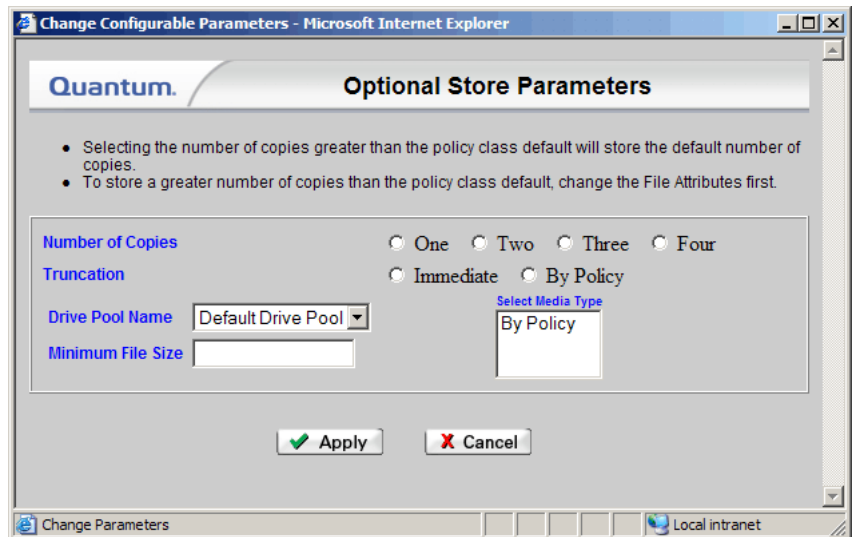 Change Configurable Parameters - Microsoft Internet Explorer
Quantum. Optional Store Parameters
Selecting the number of copies greater than the policy class default will store the default number of
copies.
To store a greater number of copies than the policy class default, change the File Attributes first.
Number of Copies One Two Three Four
Truncation Immediate By Policy
Select Media Type
Drive Pool Name Default Drive Pool By Policy
Minimum File Size
Apply X Cancel
Change Parameters Local intranet